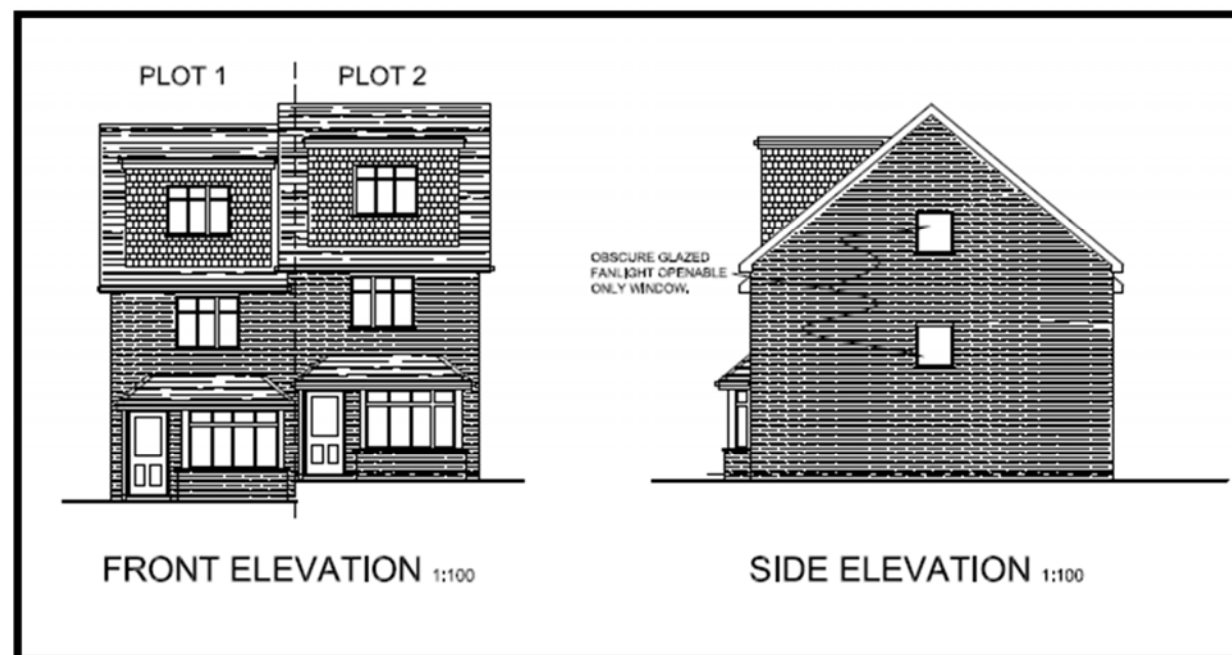 PLOT 1
PLOT 2
OBSCURE GLAZED
FANLIGHT OPENABLE
ONLY WINDOW.
FRONT ELEVATION 1:100
SIDE ELEVATION 1:100